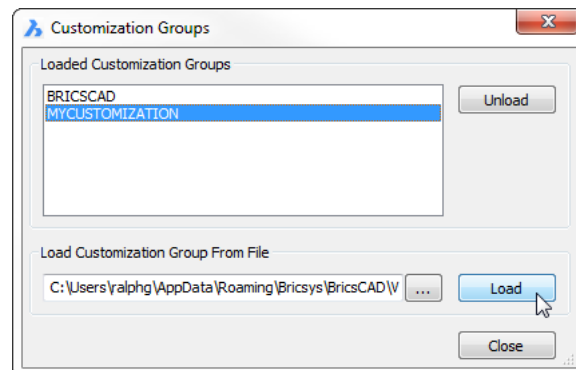 Customization Groups
Loaded Customization Groups
BRICSCAD
MYCUSTOMIZATION
Unload
Load Customization Group From File
C:\Users\ralphg\AppData\Roaming\Bricsys\BricsCAD\V
...
Load
Close